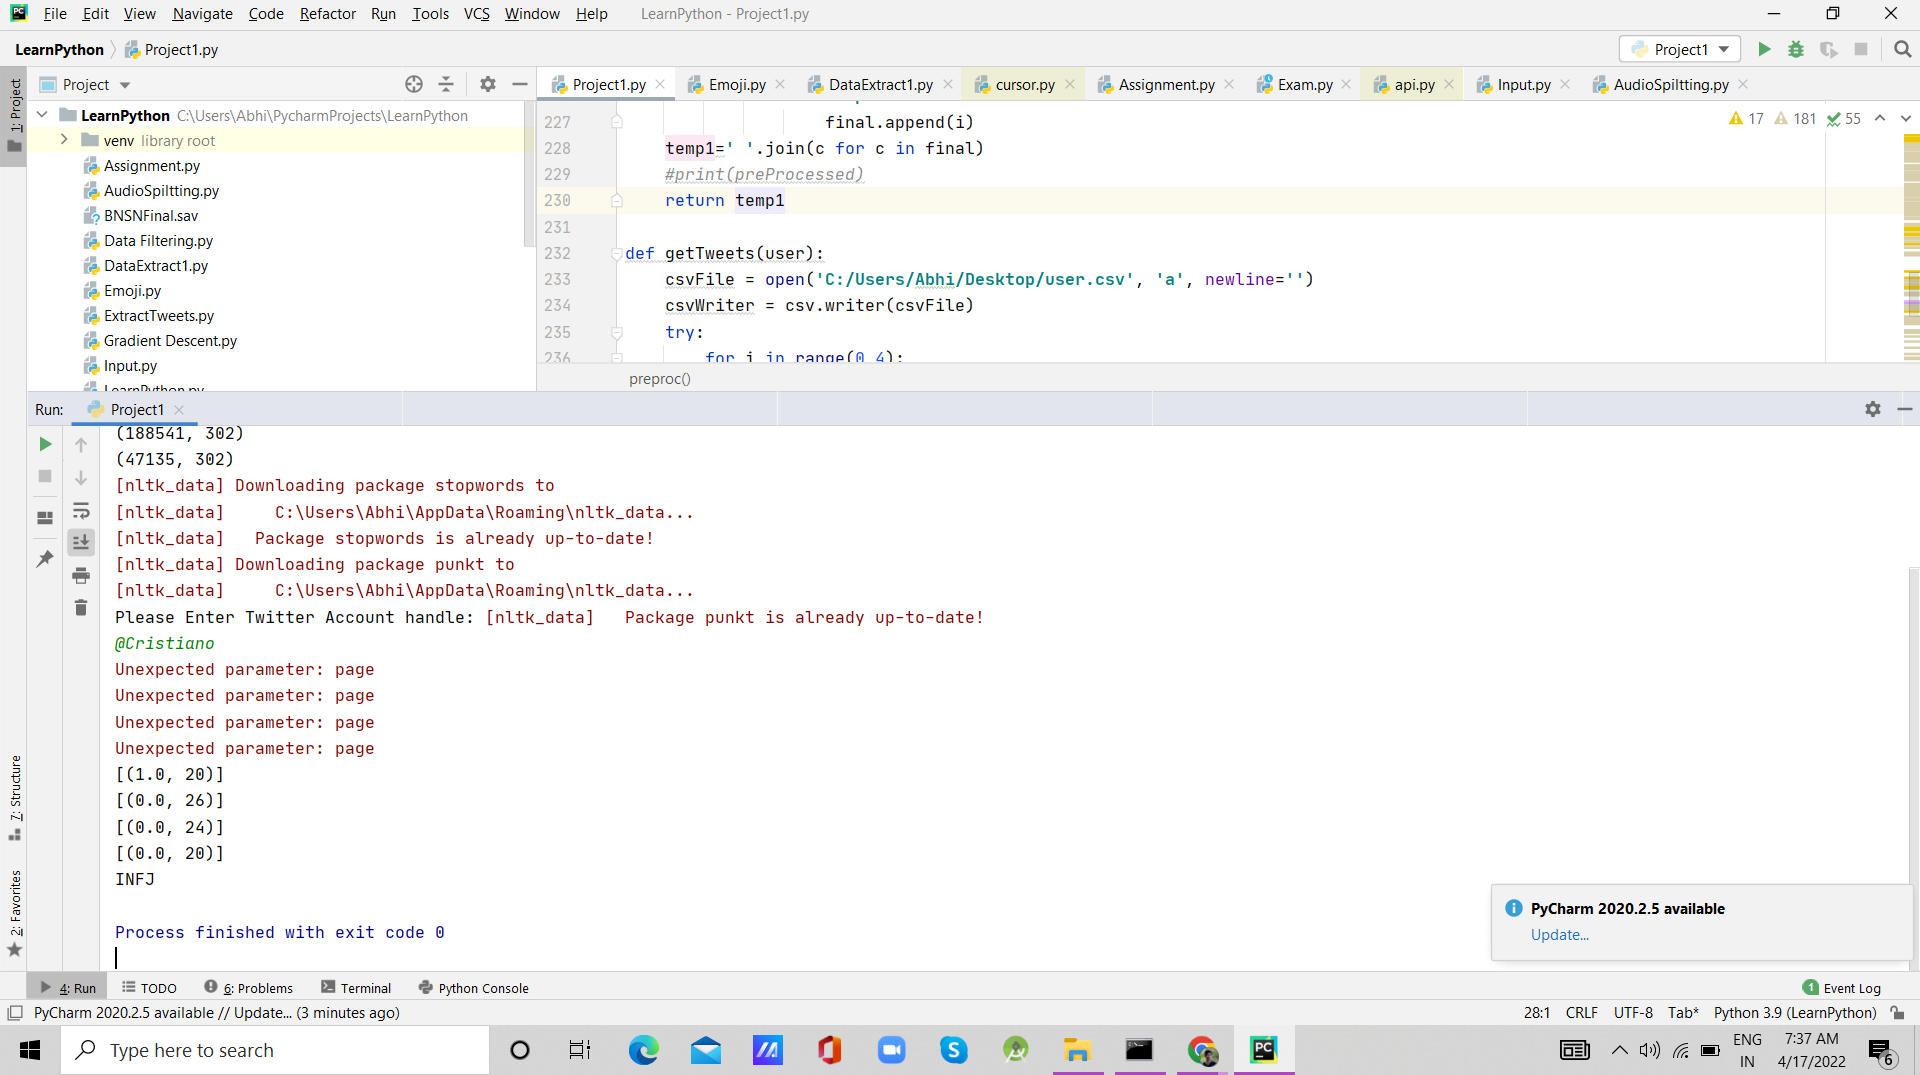 File Edit View Navigate Code Refactor Run Tools VCS Window Help LearnPython - Project1.py
LearnPython Project1.py
Project1
1: Project
Project
Project1.py Emoji.py DataExtract1.py cursor.py Assignment.py Exam.py api.py Input.py AudioSpiltting.py
LearnPython C:\Users\Abhi\PycharmProjects\LearnPython
venv library root
Assignment.py
AudioSpiltting.py
BNSNFinal.sav
Data Filtering.py
DataExtract1.py
Emoji.py
ExtractTweets.py
Gradient Descent.py
Input.py
LearnPython.py
17 181 55
227 final.append(i)
228 temp1=' '.join(c for c in final)
229 #print(preProcessed)
230 return temp1
231
232 def getTweets(user):
233 csvFile = open('C:/Users/Abhi/Desktop/user.csv', 'a', newline='')
234 csvWriter = csv.writer(csvFile)
235 try:
236 for i in range(0,4):
preproc()
Run: Project1
(188541, 302)
(47135, 302)
[nltk_data] Downloading package stopwords to
[nltk_data] C:\Users\Abhi\AppData\Roaming\nltk_data...
[nltk_data] Package stopwords is already up-to-date!
[nltk_data] Downloading package punkt to
[nltk_data] C:\Users\Abhi\AppData\Roaming\nltk_data...
Please Enter Twitter Account handle: [nltk_data] Package punkt is already up-to-date!
@Cristiano
Unexpected parameter: page
Unexpected parameter: page
Unexpected parameter: page
Unexpected parameter: page
[(1.0, 20)]
[(0.0, 26)]
[(0.0, 24)]
[(0.0, 20)]
INFJ
Process finished with exit code 0
7: Structure
2: Favorites
PyCharm 2020.2.5 available
Update...
4: Run TODO 6: Problems Terminal Python Console 1 Event Log
PyCharm 2020.2.5 available // Update... (3 minutes ago) 28:1 CRLF UTF-8 Tab* Python 3.9 (LearnPython)
Type here to search
ENG
IN
7:37 AM
4/17/2022
6